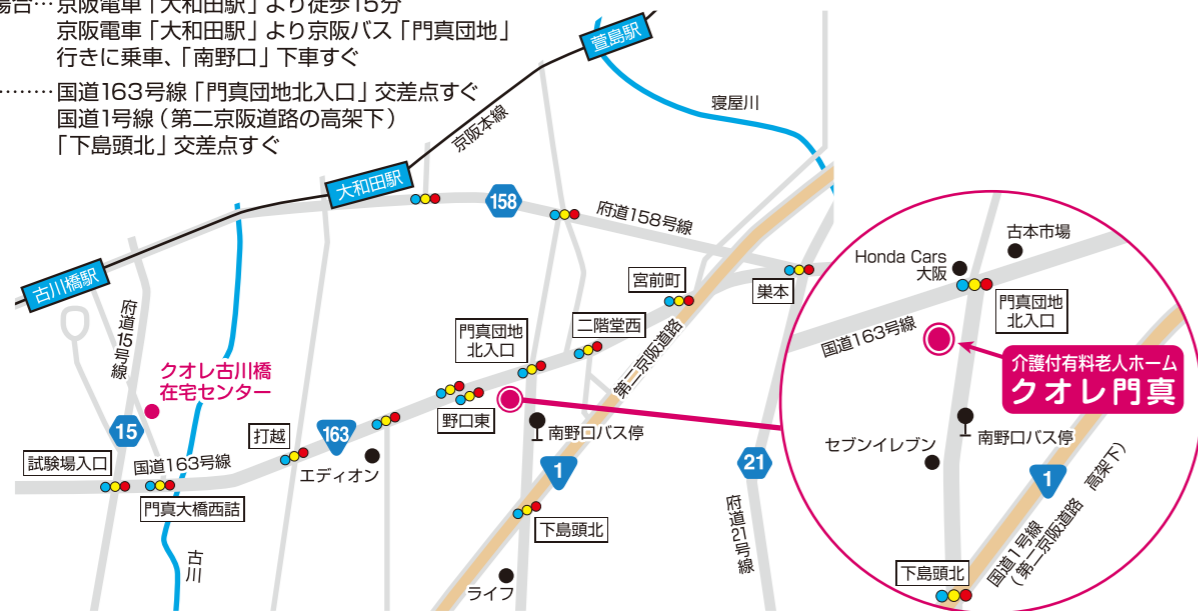 場合…京阪電車「大和田駅」より徒歩15分
京阪電車「大和田駅」より京阪バス「門真団地」
行きに乗車、「南野口」下車すぐ
………国道163号線「門真団地北入口」交差点すぐ
国道1号線(第二京阪道路の高架下)
「下島頭北」交差点すぐ
萱島駅
寝屋川
京阪本線
大和田駅
158
府道158号線
古川橋駅
府道15号線
クオレ古川橋
在宅センター
15
試験場入口
国道163号線
門真大橋西詰
古川
打越
163
エディオン
野口東
門真団地
北入口
二階堂西
宮前町
巣本
第二京阪道路
南野口バス停
1
下島頭北
ライフ
21
府道21号線
古本市場
Honda Cars
大阪
門真団地
北入口
国道163号線
介護付有料老人ホーム
クオレ門真
南野口バス停
セブンイレブン
1
国道1号線
(第二京阪道路 高架下)
下島頭北